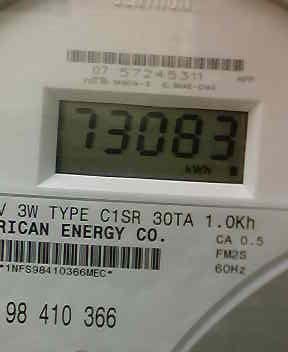 07 57245311 APP
73083
kWh
V 3W TYPE C1SR 30TA 1.0Kh
RICAN ENERGY CO. CA 0.5
FM2S
*1NFS98410366MEC* 60Hz
98 410 366